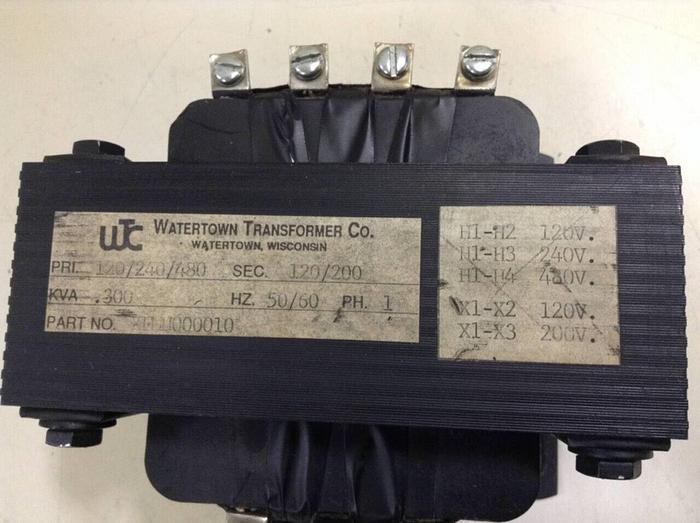 WTC WATERTOWN TRANSFORMER CO.
WATERTOWN, WISCONSIN
PRI. 120/240/480 SEC. 120/200
KVA .300 HZ. 50/60 PH. 1
PART NO.
H1-H2 120V.
H1-H3 240V.
H1-H4 480V.
X1-X2 120V.
X1-X3 200V.